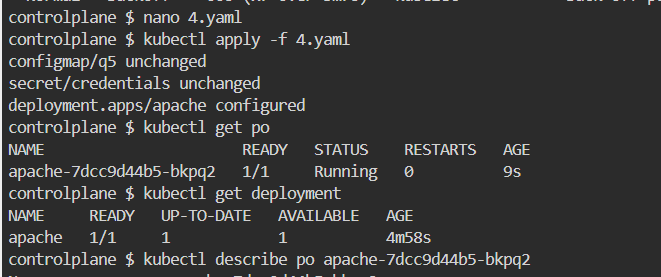 controlplane $ nano 4.yaml
controlplane $ kubectl apply -f 4.yaml
configmap/q5 unchanged
secret/credentials unchanged
deployment.apps/apache configured
controlplane $ kubectl get po
NAME READY STATUS RESTARTS AGE
apache-7dcc9d44b5-bkpq2 1/1 Running 0 9s
controlplane $ kubectl get deployment
NAME READY UP-TO-DATE AVAILABLE AGE
apache 1/1 1 1 4m58s
controlplane $ kubectl describe po apache-7dcc9d44b5-bkpq2